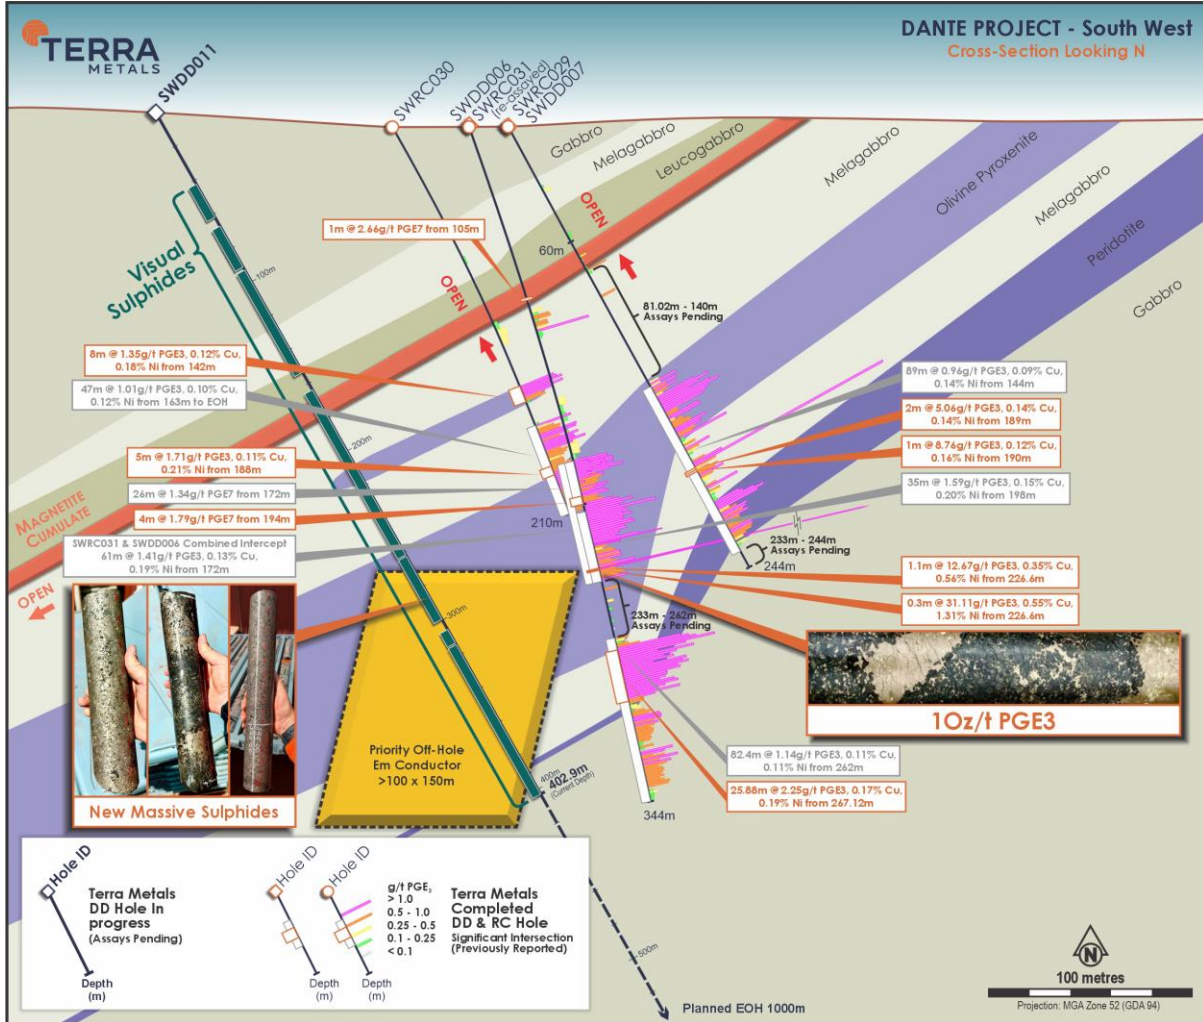 TERRA
METALS
DANTE PROJECT - South West
Cross-Section Looking N
SWDD011
SWRC030
SWDD006
SWRC031
(re-assayed)
SWRC029
SWDD007
Gabbro
Melagabbro
Leucogabbro
Melagabbro
Olivine Pyroxenite
Melagabbro
Peridotite
Gabbro
Visual
Sulphides
1m @ 2.66g/t PGE7 from 105m
OPEN
OPEN
60m
81.02m - 140m
Assays Pending
100m
8m @ 1.35g/t PGE3, 0.12% Cu,
0.18% Ni from 142m
47m @ 1.01g/t PGE3, 0.10% Cu,
0.12% Ni from 163m to EOH
5m @ 1.71g/t PGE3, 0.11% Cu,
0.21% Ni from 188m
26m @ 1.34g/t PGE7 from 172m
4m @ 1.79g/t PGE7 from 194m
SWRC031 & SWDD006 Combined Intercept
61m @ 1.41g/t PGE3, 0.13% Cu,
0.19% Ni from 172m
200m
210m
89m @ 0.96g/t PGE3, 0.09% Cu,
0.14% Ni from 144m
2m @ 5.06g/t PGE3, 0.14% Cu,
0.14% Ni from 189m
1m @ 8.76g/t PGE3, 0.12% Cu,
0.16% Ni from 190m
35m @ 1.59g/t PGE3, 0.15% Cu,
0.20% Ni from 198m
233m - 244m
Assays Pending
244m
1.1m @ 12.67g/t PGE3, 0.35% Cu,
0.56% Ni from 226.6m
0.3m @ 31.11g/t PGE3, 0.55% Cu,
1.31% Ni from 226.6m
233m - 262m
Assays Pending
MAGNETITE
CUMULATE
OPEN
300m
1Oz/t PGE3
New Massive Sulphides
Priority Off-Hole
Em Conductor
>100 x 150m
400m
402.9m
(Current Depth)
82.4m @ 1.14g/t PGE3, 0.11% Cu,
0.11% Ni from 262m
25.88m @ 2.25g/t PGE3, 0.17% Cu,
0.19% Ni from 267.12m
344m
Hole ID
Terra Metals
DD Hole In
progress
(Assays Pending)
Depth
(m)
Hole ID
Hole ID
Depth
(m)
Depth
(m)
g/t PGE3
> 1.0
0.5 - 1.0
0.25 - 0.5
0.1 - 0.25
< 0.1
Terra Metals
Completed
DD & RC Hole
Significant Intersection
(Previously Reported)
500m
Planned EOH 1000m
N
100 metres
Projection: MGA Zone 52 (GDA 94)